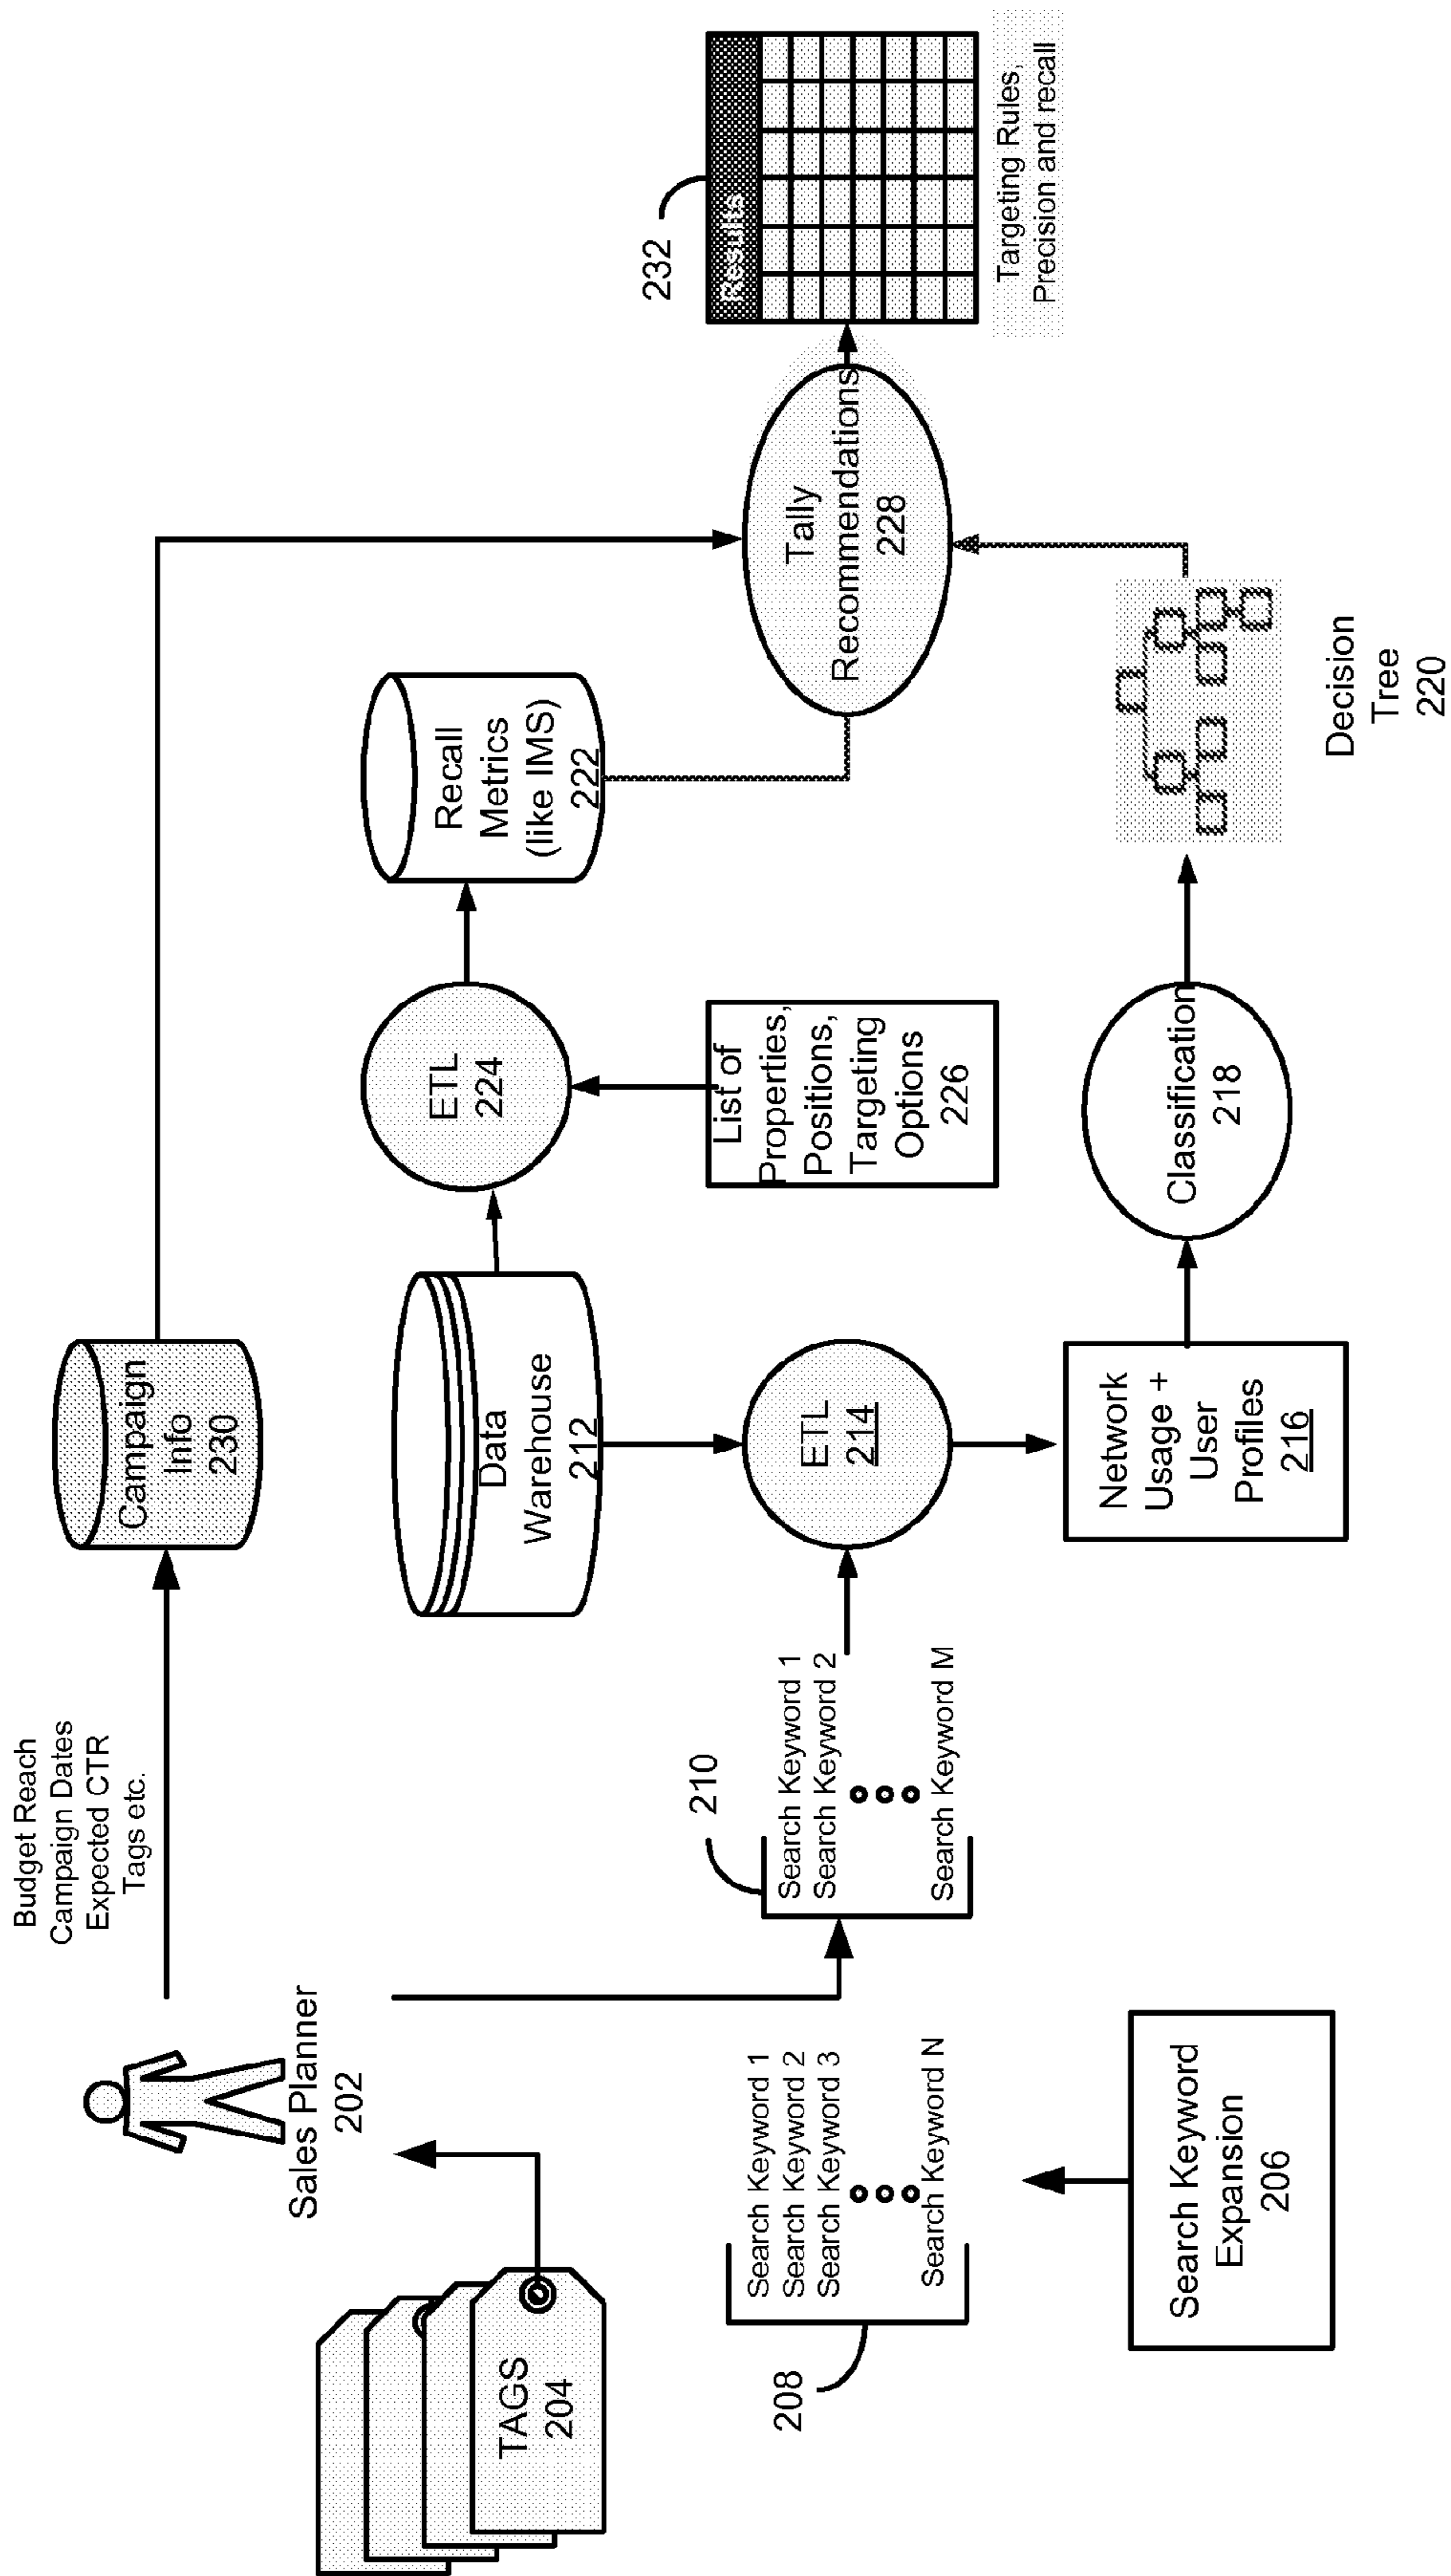 Budget Reach
Campaign Dates
Expected CTR
Tags etc.
Sales Planner
202
Campaign
Info
230
TAGS
204
Data
Warehouse
212
ETL
224
Recall
Metrics
(like IMS)
222
208
Search Keyword 1
Search Keyword 2
Search Keyword 3
Search Keyword N
210
Search Keyword 1
Search Keyword 2
Search Keyword M
ETL
214
List of
Properties,
Positions,
Targeting
Options
226
Tally
Recommendations
228
232
Results
Targeting Rules,
Precision and recall
Search Keyword
Expansion
206
Network
Usage +
User
Profiles
216
Classification
218
Decision
Tree
220